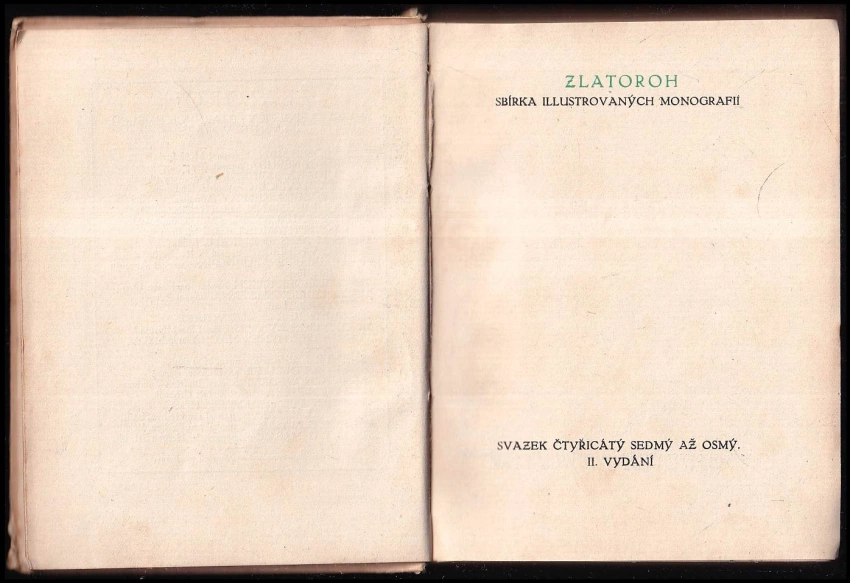 ZLATOROH
SBÍRKA ILLUSTROVANÝCH MONOGRAFIÍ
SVAZEK ČTYŘICÁTÝ SEDMÝ AŽ OSMÝ.
II. VYDÁNÍ